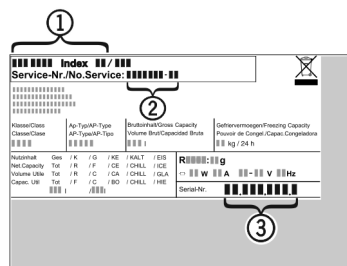 1
Index /
Service-Nr./No.Service: -
2
Klasse/Class
Classe/Clase
Ap-Typ/AP-Type
AP-Type/AP-Tipo
Bruttoinhalt/Gross Capacity
Volume Brut/Capacidad Brute
l
Gefriervermoegen/Freezing Capacity
Pouvoir de Congel./Capac.Congeladora
kg / 24 h
Nutzinhalt Ges / K / G / KE / KALT / EIS
Net.Capacity Tot / R / F / CE / CHILL / ICE
Volume Utile Tot / R / C / CA / CHILL / GLA
Capac. Util Tot / F / C / BO / CHILL / HIE
l / l
R : g
W A - V Hz
Serial-Nr. . . .
3